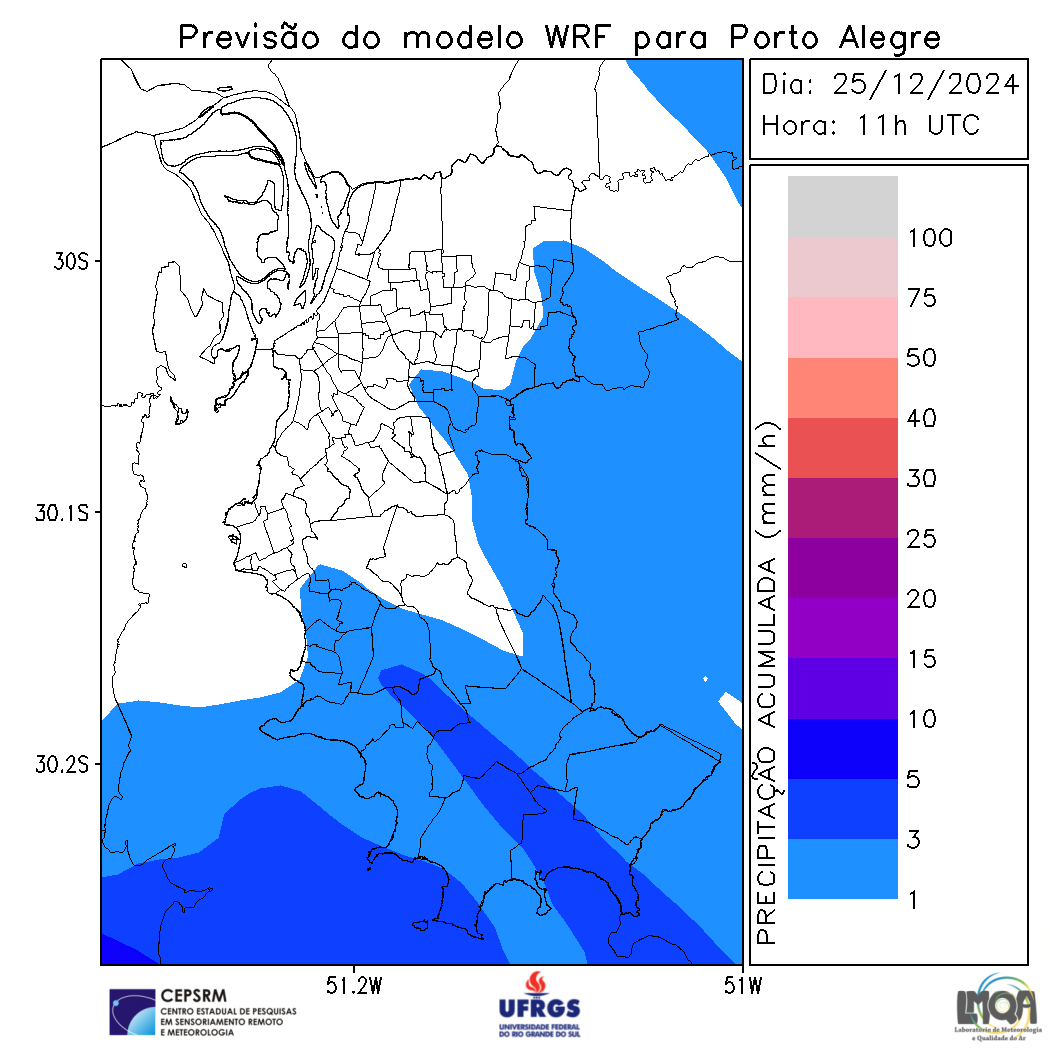 Previsão do modelo WRF para Porto Alegre
Dia: 25/12/2024
Hora: 11h UTC
30S
30.1S
30.2S
51.2W
51W
PRECIPITAÇÃO ACUMULADA (mm/h)
100
75
50
40
30
25
20
15
10
5
3
1
CEPSRM
CENTRO ESTADUAL DE PESQUISAS
EM SENSORIAMENTO REMOTO
E METEOROLOGIA
UFRGS
UNIVERSIDADE FEDERAL
DO RIO GRANDE DO SUL
LMQA
Laboratório de Meteorologia
e Qualidade do Ar